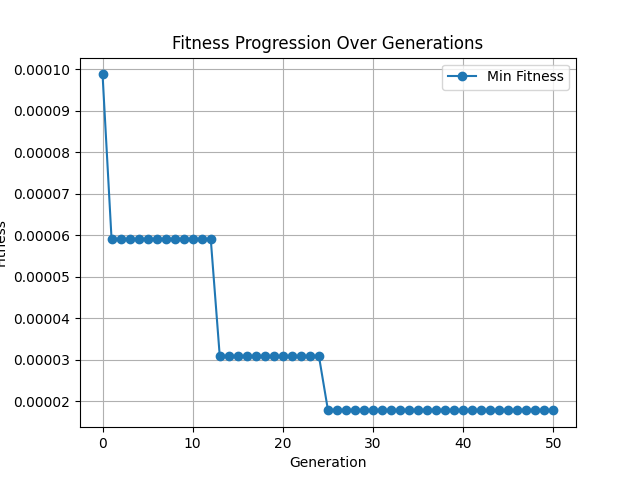 Fitness Progression Over Generations
Min Fitness
0.00010
0.00009
0.00008
0.00007
0.00006
0.00005
0.00004
0.00003
0.00002
Fitness
0 10 20 30 40 50
Generation